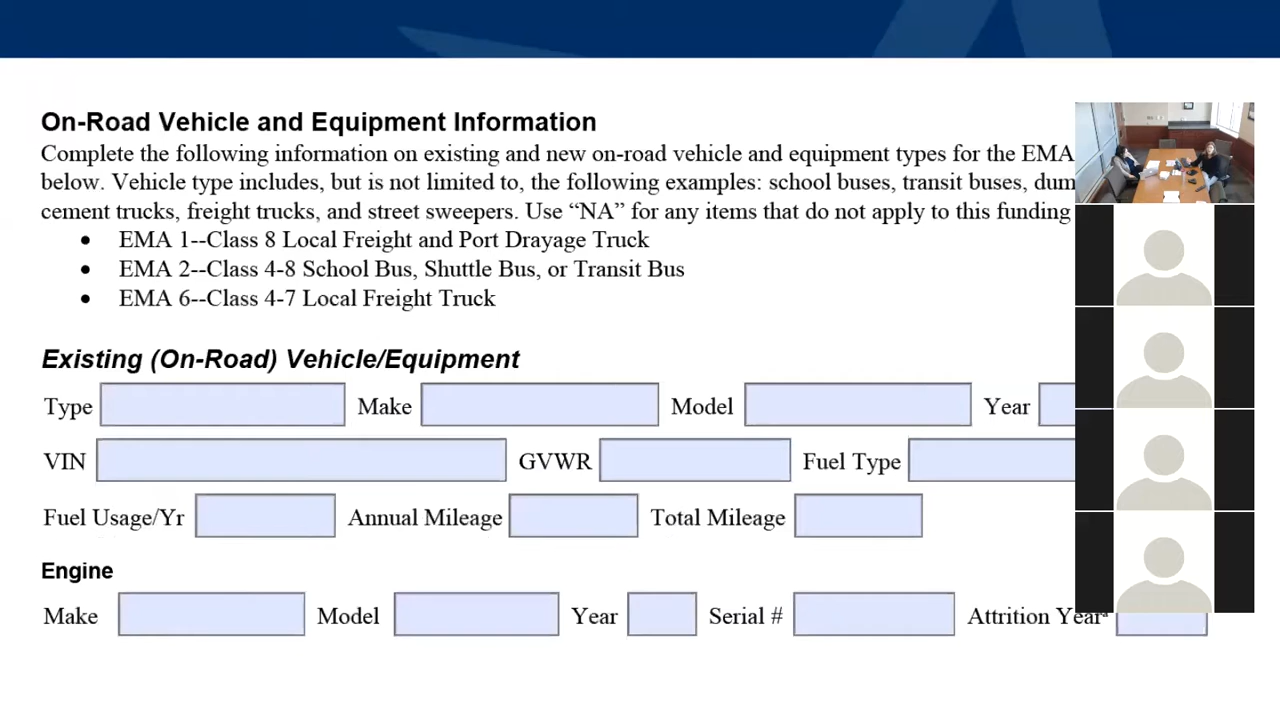 On-Road Vehicle and Equipment Information
Complete the following information on existing and new on-road vehicle and equipment types for the EMA
below. Vehicle type includes, but is not limited to, the following examples: school buses, transit buses, dum
cement trucks, freight trucks, and street sweepers. Use “NA” for any items that do not apply to this funding
• EMA 1--Class 8 Local Freight and Port Drayage Truck
• EMA 2--Class 4-8 School Bus, Shuttle Bus, or Transit Bus
• EMA 6--Class 4-7 Local Freight Truck
Existing (On-Road) Vehicle/Equipment
Type Make Model Year
VIN GVWR Fuel Type
Fuel Usage/Yr Annual Mileage Total Mileage
Engine
Make Model Year Serial # Attrition Year